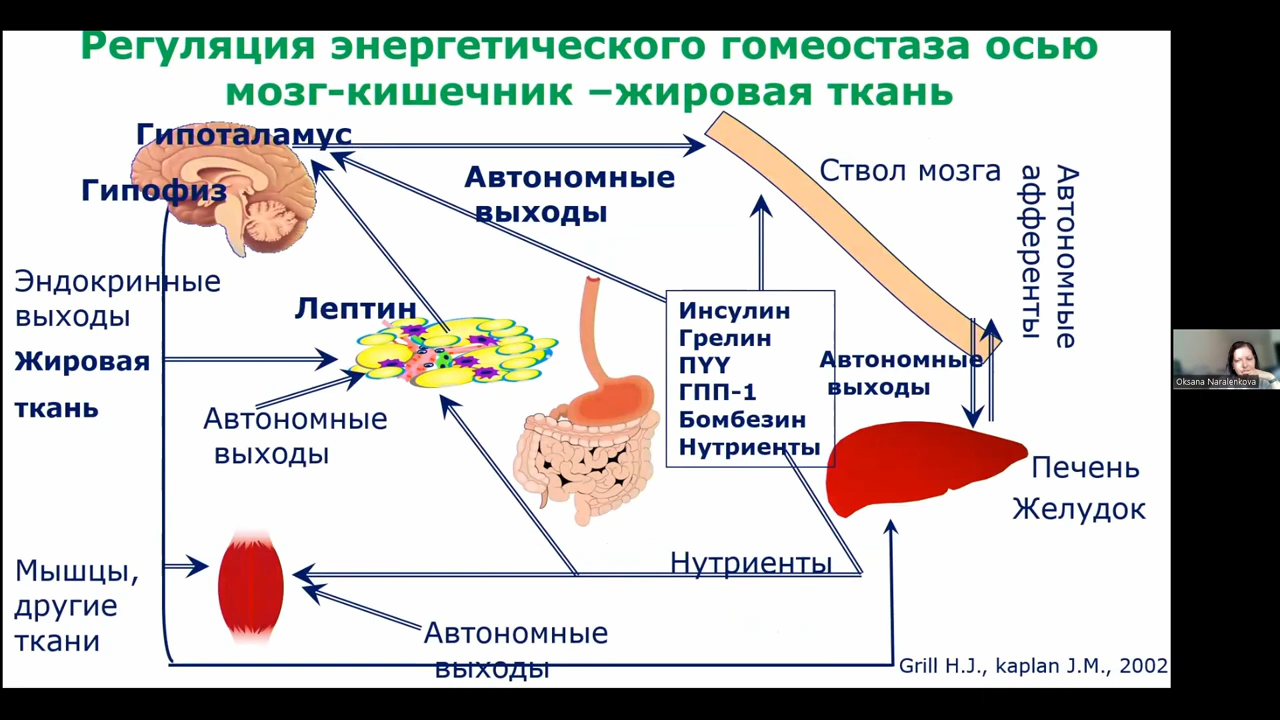 Регуляция энергетического гомеостаза осью
мозг-кишечник –жировая ткань
Гипоталамус
Гипофиз
Автономные
выходы
Ствол мозга
Автономные
афференты
Эндокринные
выходы
Лептин
Жировая
ткань
Автономные
выходы
Инсулин
Грелин
ПYY
ГПП-1
Бомбезин
Нутриенты
Автономные
выходы
Печень
Желудок
Нутриенты
Мышцы,
другие
ткани
Автономные
выходы
Grill H.J., kaplan J.M., 2002
Oksana Naralenkova